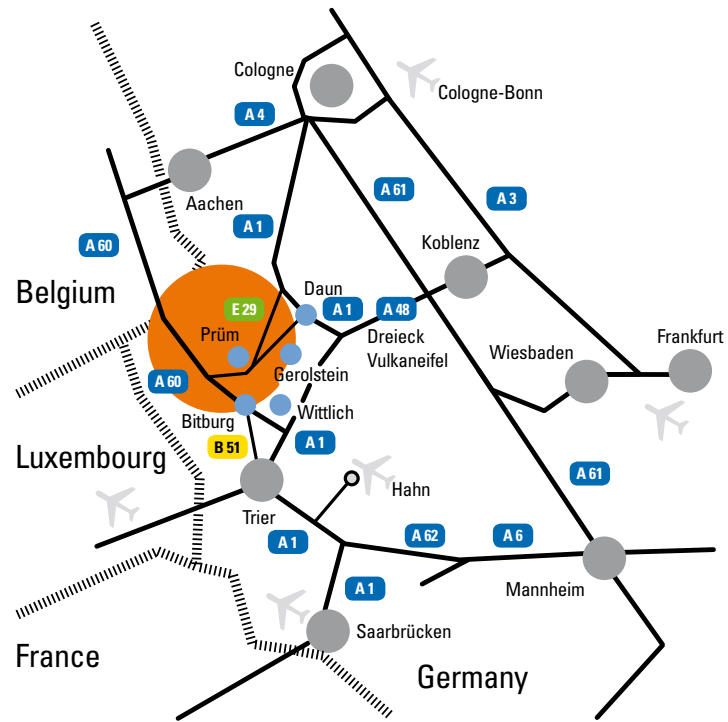 Cologne
Cologne-Bonn
A 4
A 61
A 3
Aachen
A 1
A 60
Koblenz
Belgium
Daun
E 29
A 1
A 48
Prüm
Dreieck
Vulkaneifel
Frankfurt
Wiesbaden
Gerolstein
A 60
Wittlich
Bitburg
A 1
B 51
Luxembourg
A 61
Hahn
Trier
A 1
A 62
A 6
Mannheim
A 1
Saarbrücken
France
Germany